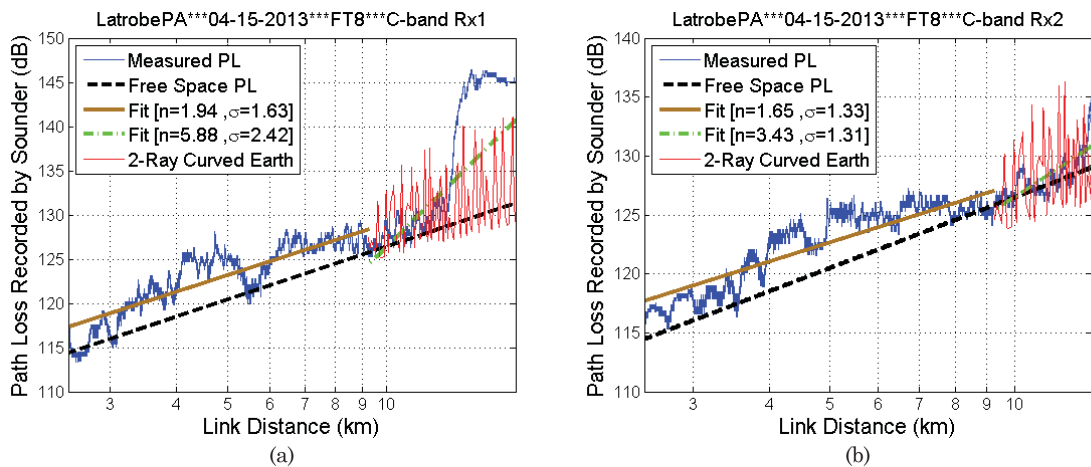 LatrobePA***04-15-2013***FT8***C-band Rx1
Path Loss Recorded by Sounder (dB)
145
140
135
130
125
120
115
110
Measured PL
Free Space PL
Fit [n=1.94 ,σ=1.63]
Fit [n=5.88 ,σ=2.42]
2-Ray Curved Earth
3 4 5 6 7 8 9 10
Link Distance (km)
(a)
LatrobePA***04-15-2013***FT8***C-band Rx2
Path Loss Recorded by Sounder (dB)
140
135
130
125
120
115
110
Measured PL
Free Space PL
Fit [n=1.65 ,σ=1.33]
Fit [n=3.43 ,σ=1.31]
2-Ray Curved Earth
3 4 5 6 7 8 9 10
Link Distance (km)
(b)